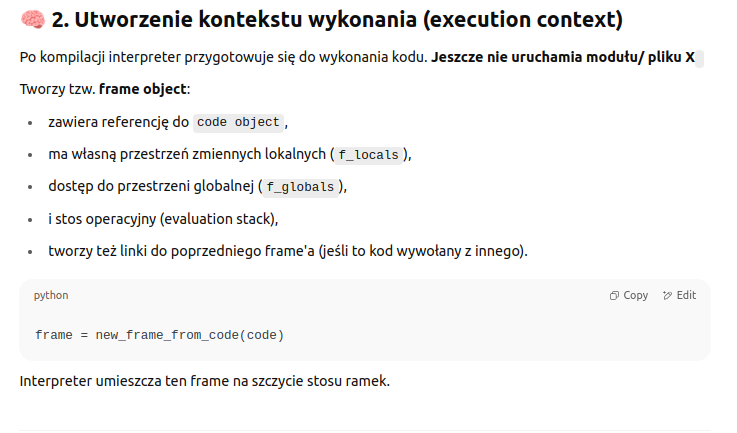 🧠 2. Utworzenie kontekstu wykonania (execution context)
Po kompilacji interpreter przygotowuje się do wykonania kodu. Jeszcze nie uruchamia modułu/ pliku X
Tworzy tzw. frame object:
• zawiera referencję do code object,
• ma własną przestrzeń zmiennych lokalnych (f_locals),
• dostęp do przestrzeni globalnej (f_globals),
• i stos operacyjny (evaluation stack),
• tworzy też linki do poprzedniego frame'a (jeśli to kod wywołany z innego).
python Copy Edit
frame = new_frame_from_code(code)
Interpreter umieszcza ten frame na szczycie stosu ramek.